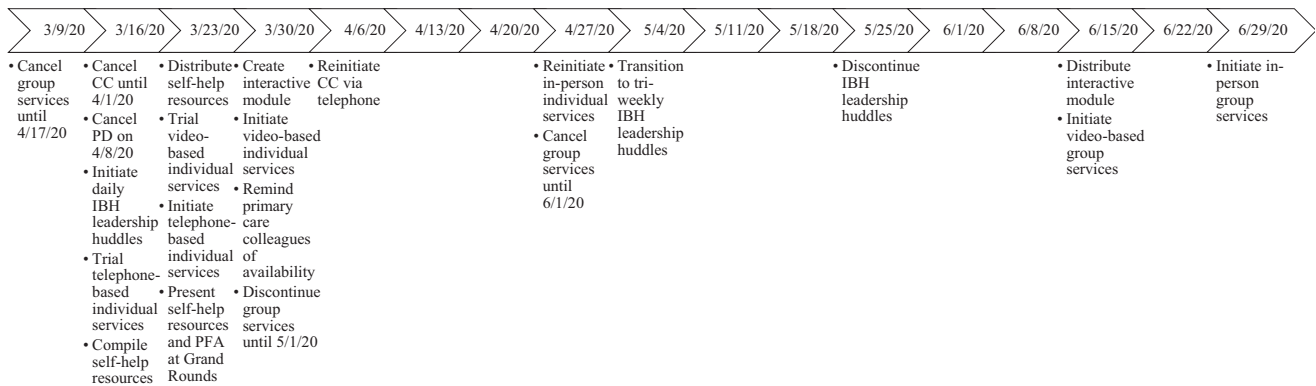 3/9/20 3/16/20 3/23/20 3/30/20 4/6/20 4/13/20 4/20/20 4/27/20 5/4/20 5/11/20 5/18/20 5/25/20 6/1/20 6/8/20 6/15/20 6/22/20 6/29/20
• Cancel
group
services
until
4/17/20
• Cancel
CC until
4/1/20
• Cancel
PD on
4/8/20
• Initiate
daily
IBH
leadership
huddles
• Trial
telephone-
based
individual
services
• Compile
self-help
resources
• Distribute
self-help
resources
• Trial
video-
based
individual
services
• Initiate
telephone-
based
individual
services
• Present
self-help
resources
and PFA
at Grand
Rounds
• Create
interactive
module
• Initiate
video-based
individual
services
• Remind
primary
care
colleagues
of
availability
• Discontinue
group
services
until 5/1/20
• Reinitiate
CC via
telephone
• Reinitiate
in-person
individual
services
• Cancel
group
services
until
6/1/20
• Transition
to tri-
weekly
IBH
leadership
huddles
• Discontinue
IBH
leadership
huddles
• Distribute
interactive
module
• Initiate
video-based
group
services
• Initiate in-
person
group
services